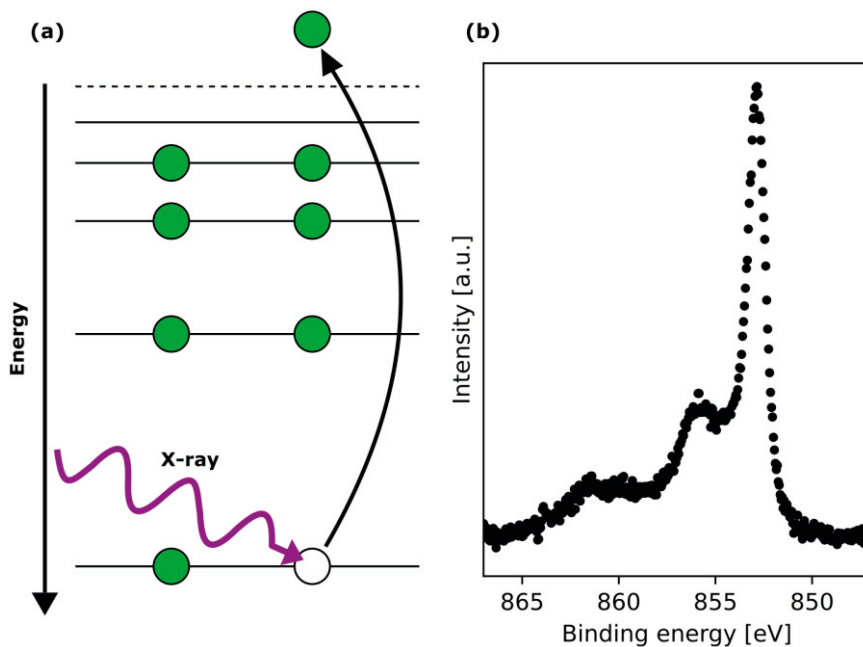 (a)
Energy
X-ray
(b)
Intensity [a.u.]
865 860 855 850
Binding energy [eV]